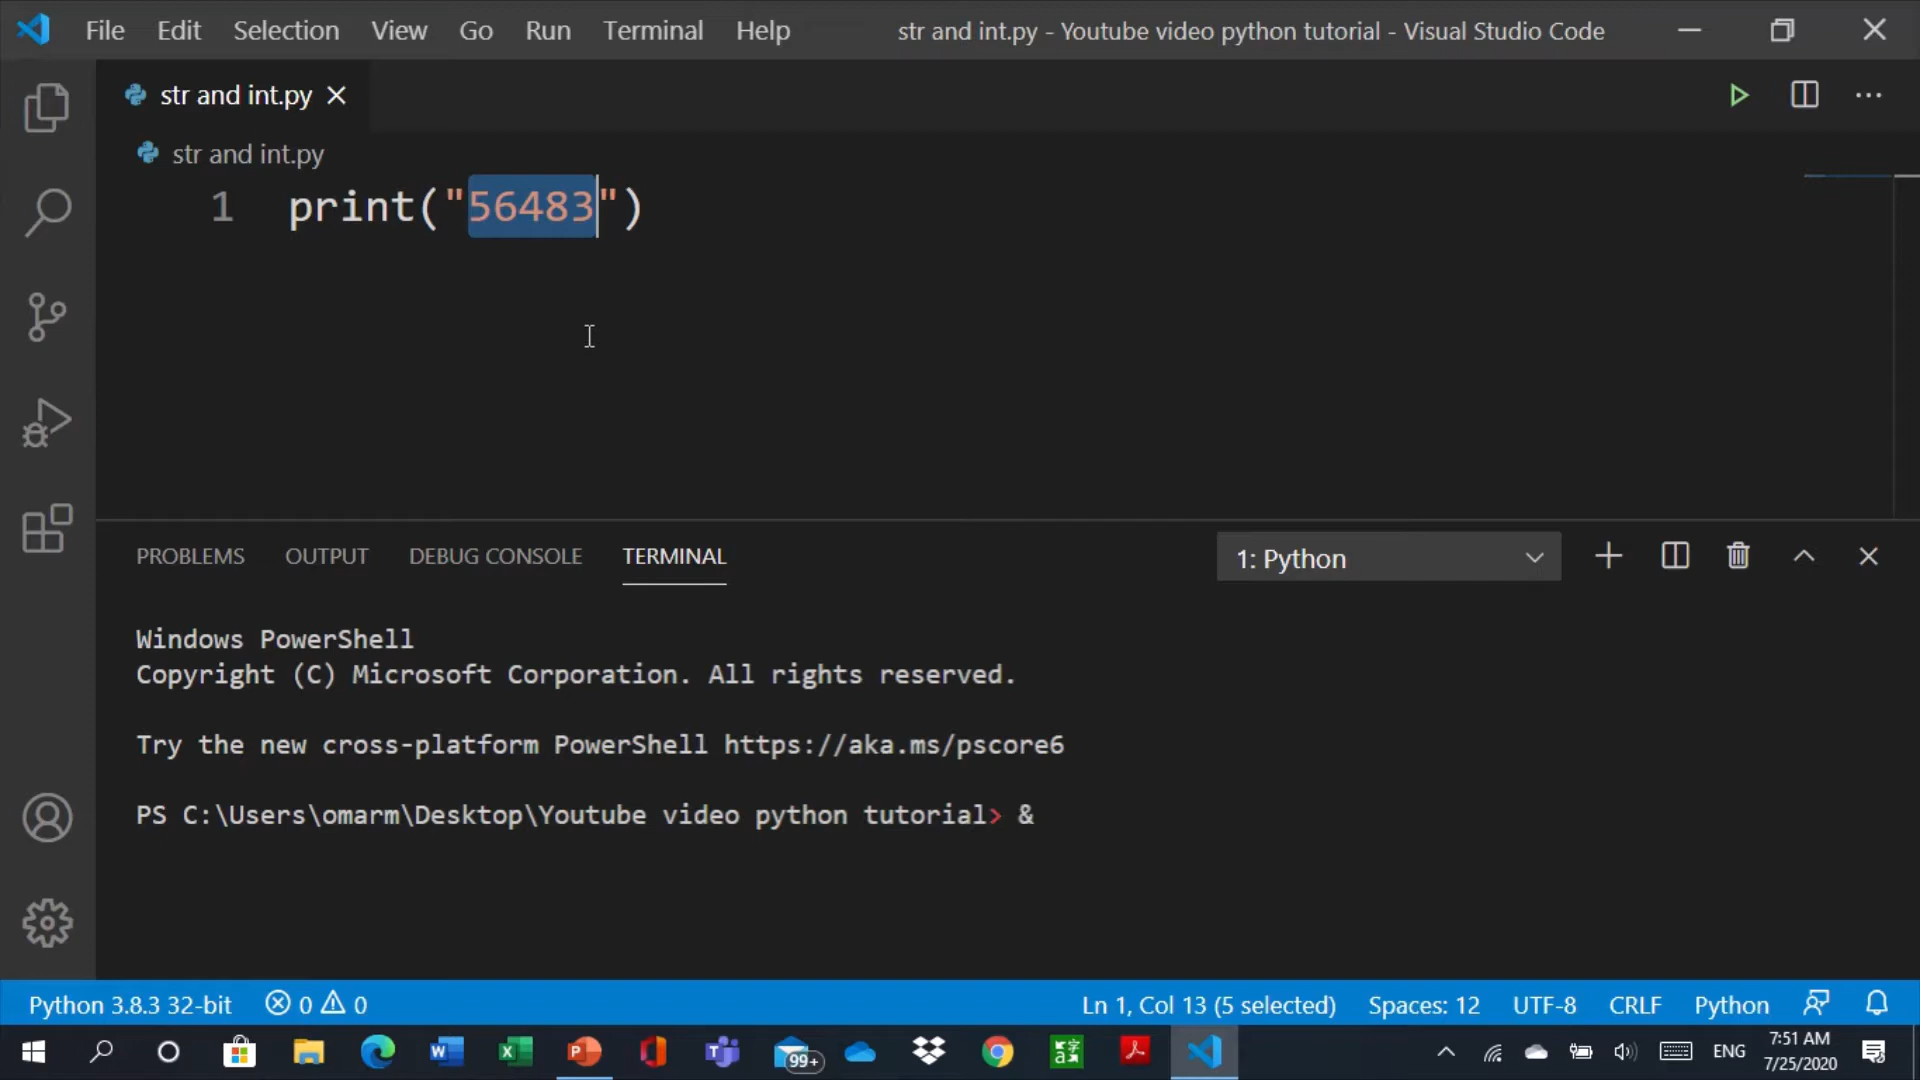 File Edit Selection View Go Run Terminal Help str and int.py - Youtube video python tutorial - Visual Studio Code
str and int.py
str and int.py
1 print("56483")
PROBLEMS OUTPUT DEBUG CONSOLE TERMINAL 1: Python
Windows PowerShell
Copyright (C) Microsoft Corporation. All rights reserved.
Try the new cross-platform PowerShell https://aka.ms/pscore6
PS C:\Users\omarm\Desktop\Youtube video python tutorial> &
Python 3.8.3 32-bit 0 0 Ln 1, Col 13 (5 selected) Spaces: 12 UTF-8 CRLF Python
99+ ENG 7:51 AM
7/25/2020